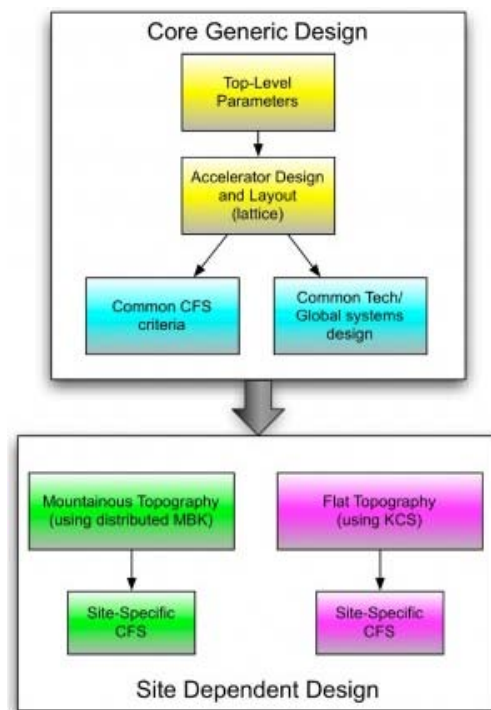 Core Generic Design
Top-Level
Parameters
Accelerator Design
and Layout
(lattice)
Common CFS
criteria
Common Tech/
Global systems
design
Mountainous Topography
(using distributed MBK)
Flat Topography
(using KCS)
Site-Specific
CFS
Site-Specific
CFS
Site Dependent Design